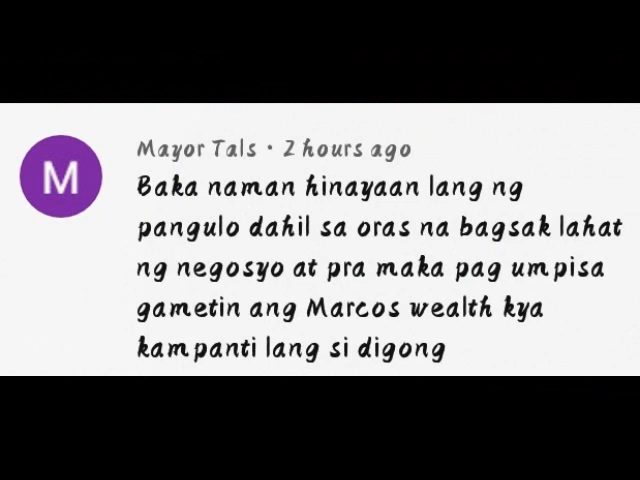 M
Mayor Tals • 2 hours ago
Baka naman hinayaan lang ng
pangulo dahil sa oras na bagsak lahat
ng negosyo at pra maka pag umpisa
gametin ang Marcos wealth kya
kampanti lang si digong